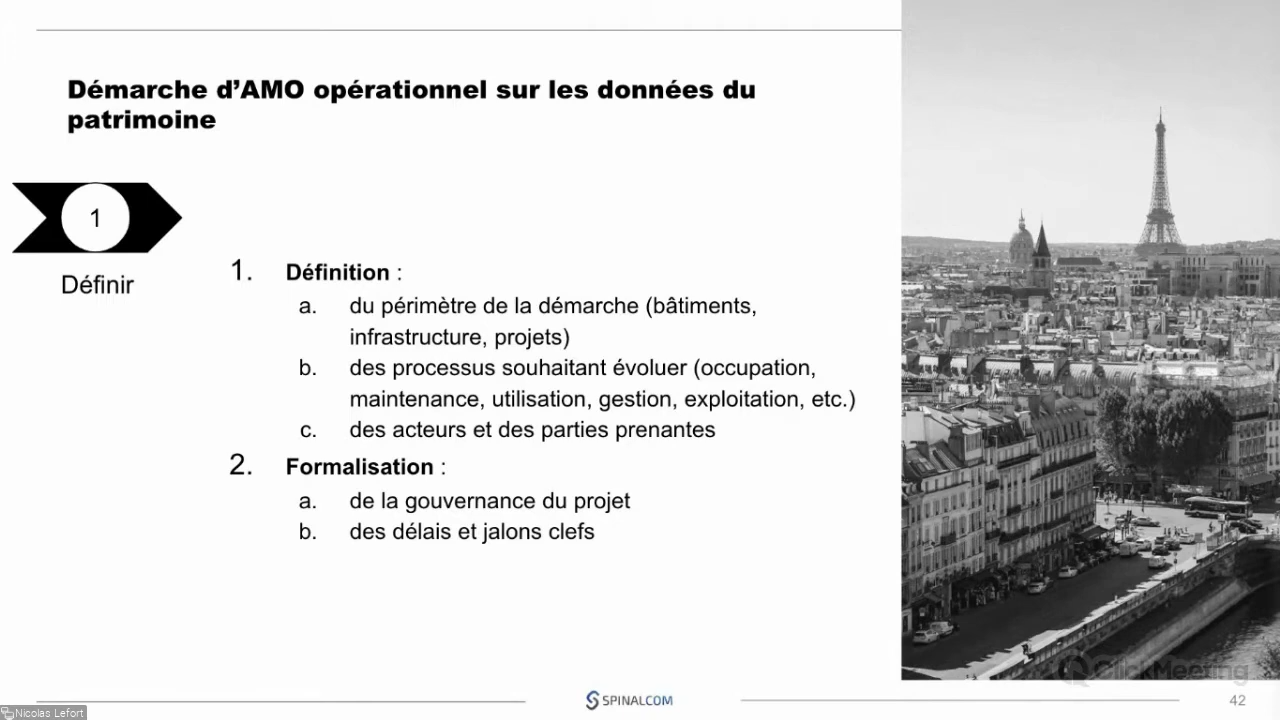 Démarche d’AMO opérationnel sur les données du
patrimoine
1
Définir
1. Définition :
a. du périmètre de la démarche (bâtiments,
infrastructure, projets)
b. des processus souhaitant évoluer (occupation,
maintenance, utilisation, gestion, exploitation, etc.)
c. des acteurs et des parties prenantes
2. Formalisation :
a. de la gouvernance du projet
b. des délais et jalons clefs
ClickMeeting
SPINALCOM
42
Nicolas Lefort